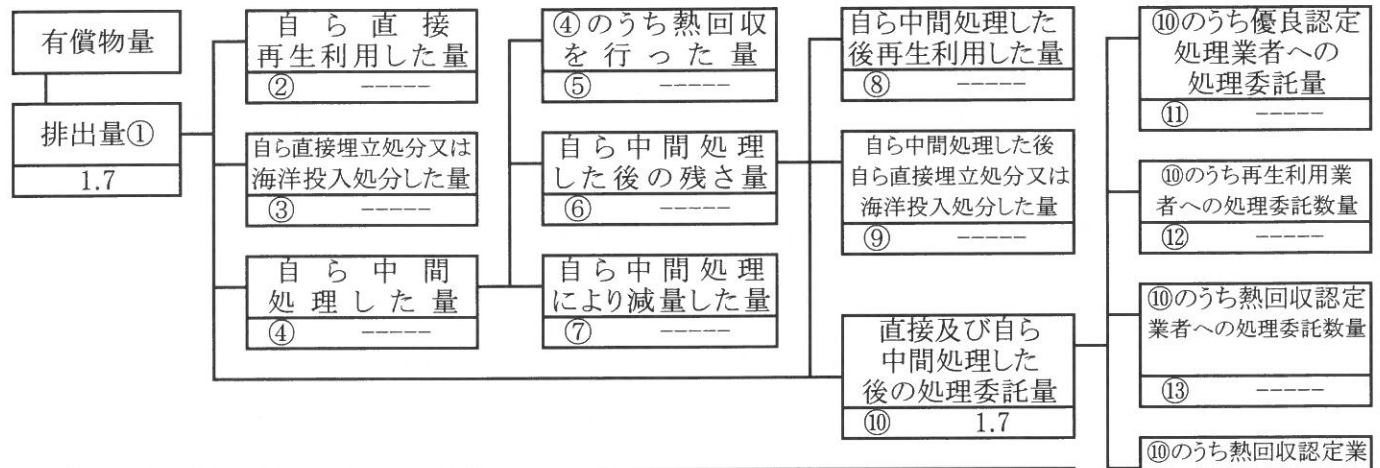 有償物量
排出量①
1.7
自ら直接
再生利用した量
② -----
自ら直接埋立処分又は
海洋投入処分した量
③ -----
自ら中間
処理した量
④ -----
④のうち熱回収
を行った量
⑤ -----
自ら中間処理
した後の残さ量
⑥ -----
自ら中間処理
により減量した量
⑦ -----
自ら中間処理した
後再生利用した量
⑧ -----
自ら中間処理した後
自ら直接埋立処分又は
海洋投入処分した量
⑨ -----
直接及び自ら
中間処理した
後の処理委託量
⑩ 1.7
⑩のうち優良認定
処理業者への
処理委託量
⑪ -----
⑩のうち再生利用業
者への処理委託数量
⑫ -----
⑩のうち熱回収認定
業者への処理委託数量
⑬ -----
⑩のうち熱回収認定業